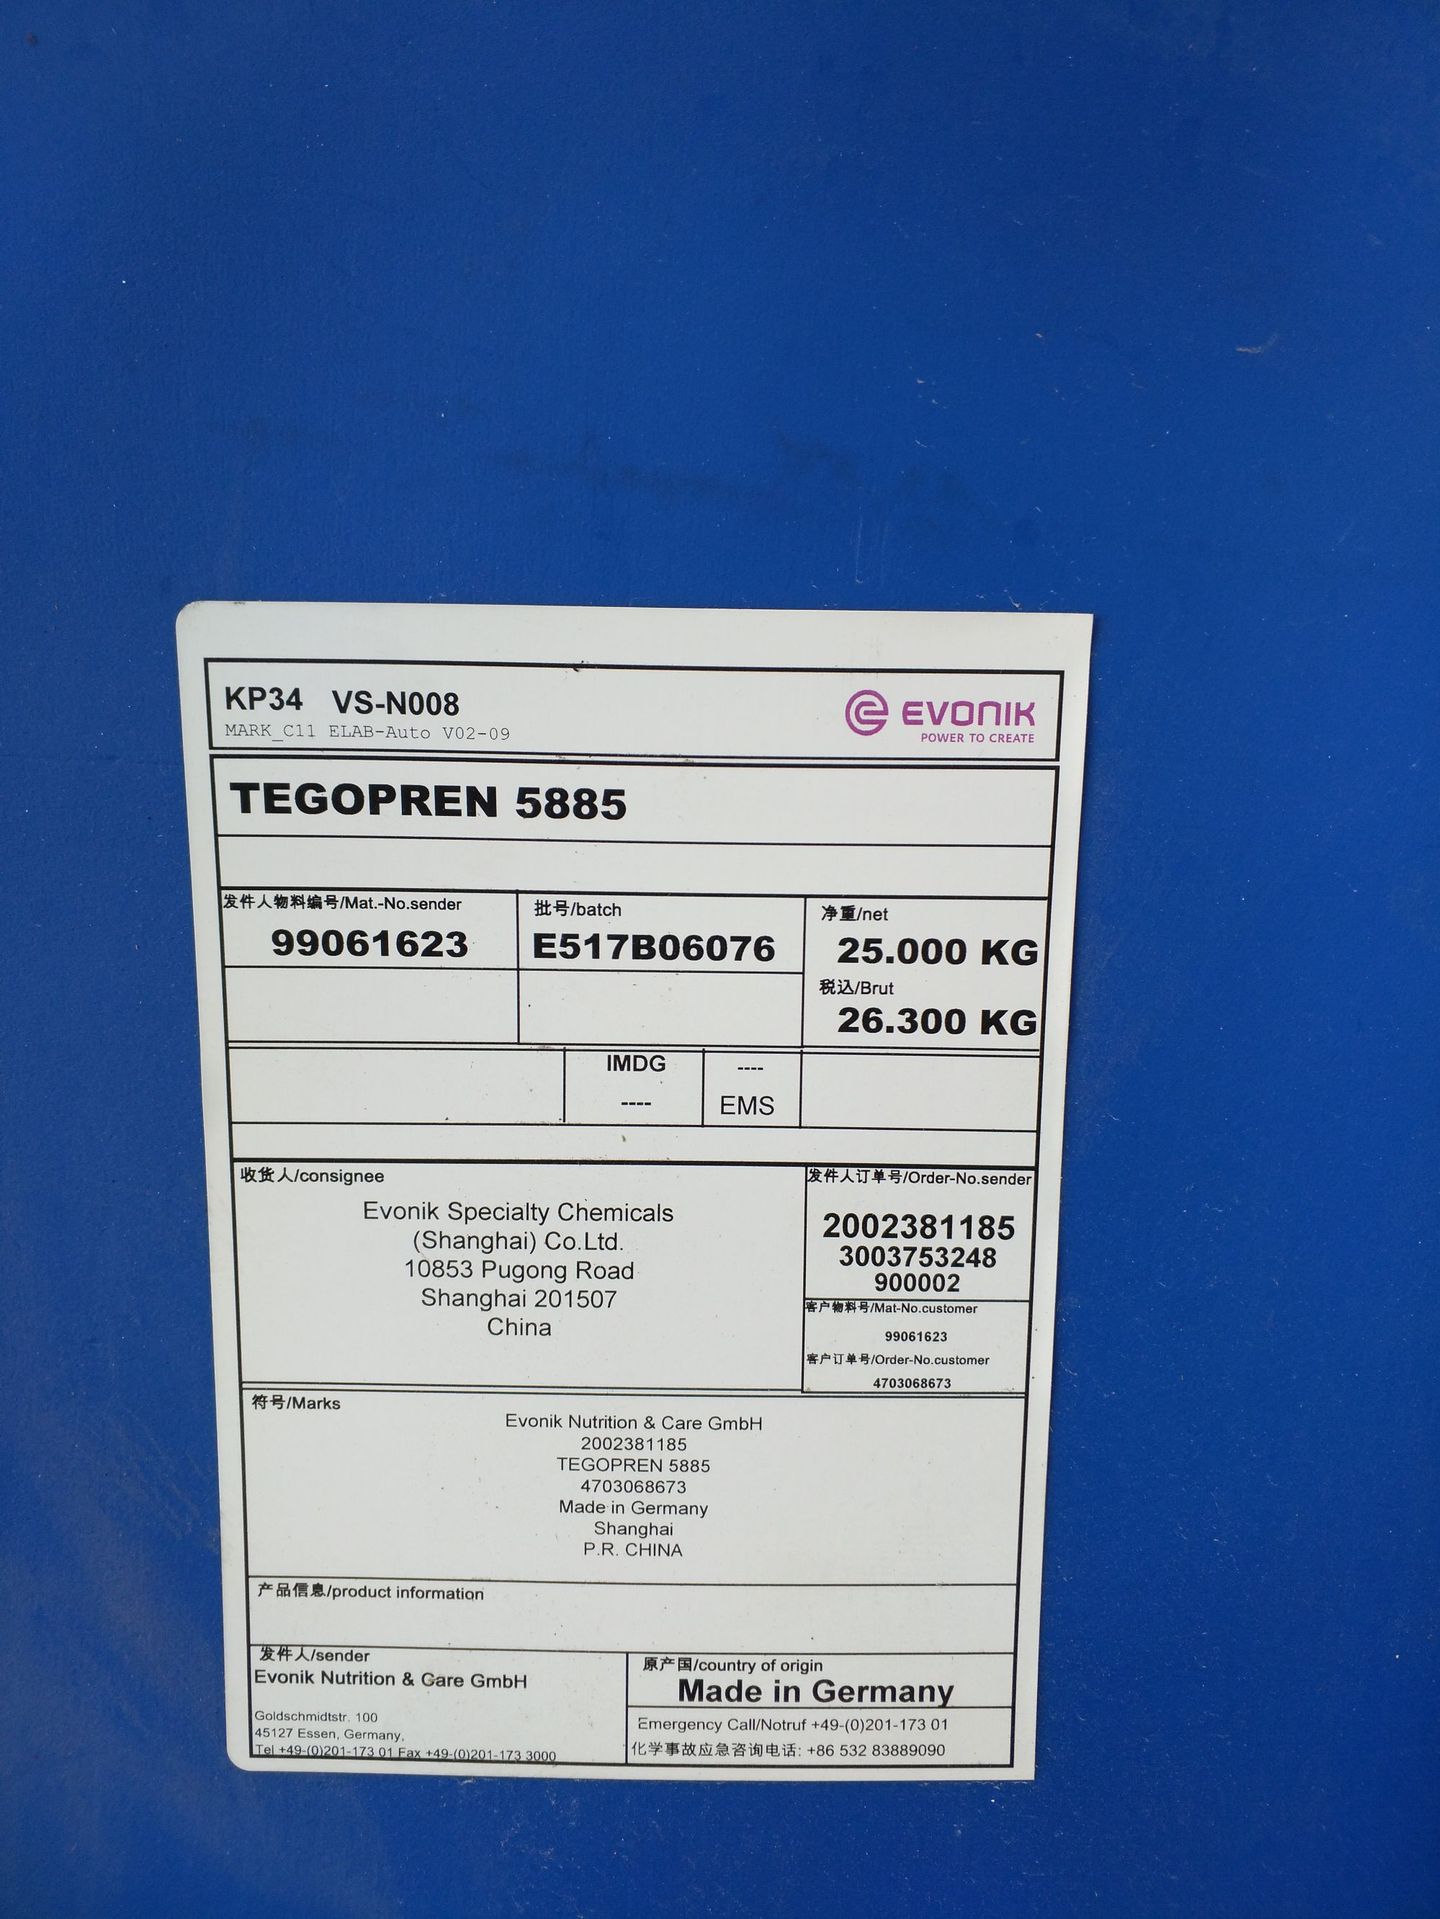 KP34 VS-N008
MARK_C11 ELAB-Auto V02-09
EVONIK
POWER TO CREATE
TEGOPREN 5885
发件人物料编号/Mat.-No.sender
99061623
批号/batch
E517B06076
净重/net
25.000 KG
税込/Brut
26.300 KG
IMDG
----
----
EMS
收货人/consignee
Evonik Specialty Chemicals
(Shanghai) Co.Ltd.
10853 Pugong Road
Shanghai 201507
China
发件人订单号/Order-No.sender
2002381185
3003753248
900002
客户物料号/Mat-No.customer
99061623
客户订单号/Order-No.customer
4703068673
符号/Marks
Evonik Nutrition & Care GmbH
2002381185
TEGOPREN 5885
4703068673
Made in Germany
Shanghai
P.R. CHINA
产品信息/product information
发件人/sender
Evonik Nutrition & Care GmbH
Goldschmidtstr. 100
45127 Essen, Germany,
Tel +49-(0)201-173 01 Fax +49-(0)201-173 3000
原产国/country of origin
Made in Germany
Emergency Call/Notruf +49-(0)201-173 01
化学事故应急咨询电话: +86 532 83889090